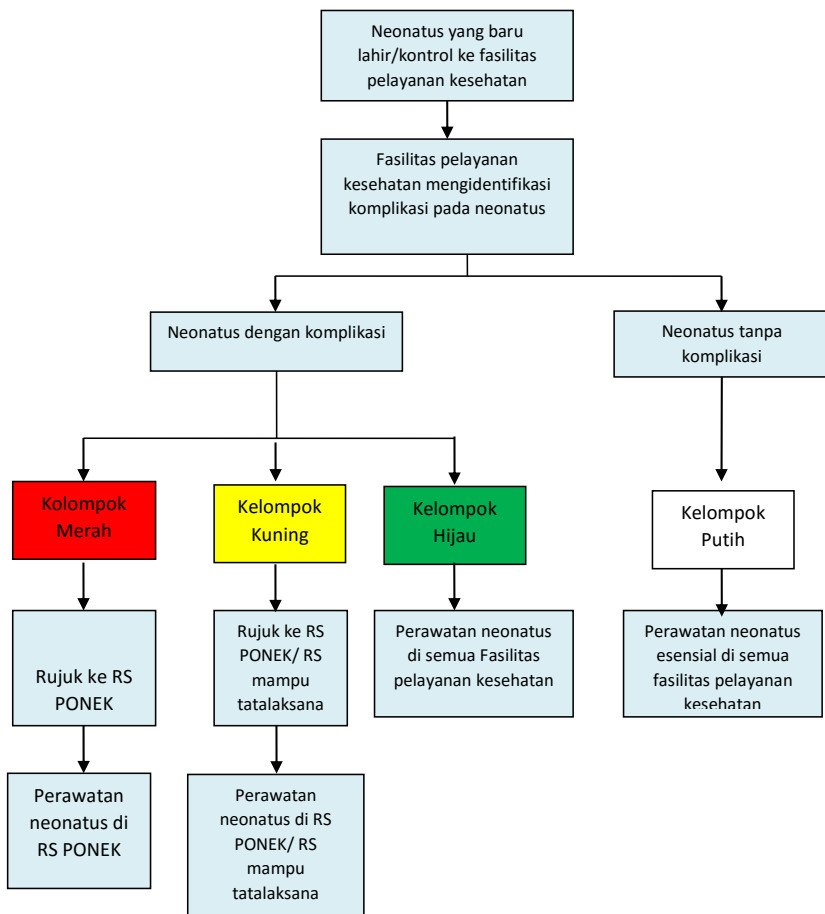 Neonatus yang baru
lahir/kontrol ke fasilitas
pelayanan kesehatan
Fasilitas pelayanan
kesehatan mengidentifikasi
komplikasi pada neonatus
Neonatus dengan komplikasi
Neonatus tanpa
komplikasi
Kolompok
Merah
Kelompok
Kuning
Kelompok
Hijau
Kelompok
Putih
Rujuk ke RS
PONEK
Rujuk ke RS
PONEK/ RS
mampu
tatalaksana
Perawatan neonatus
di semua Fasilitas
pelayanan kesehatan
Perawatan neonatus
esensial di semua
fasilitas pelayanan
kesehatan
Perawatan
neonatus di
RS PONEK
Perawatan
neonatus di RS
PONEK/ RS
mampu
tatalaksana